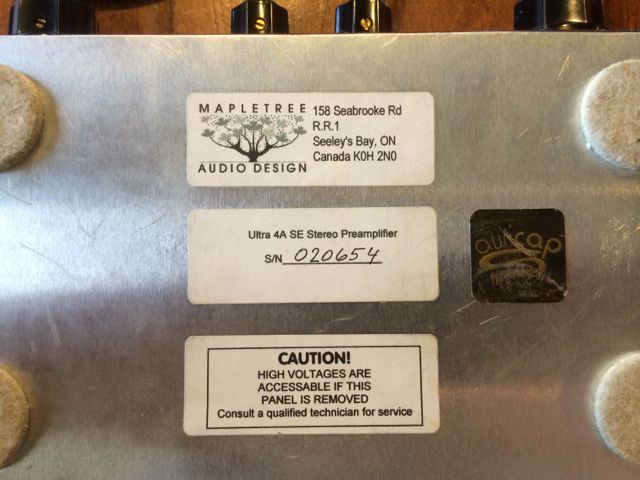 MAPLETREE
AUDIO DESIGN
158 Seabrooke Rd
R.R.1
Seeley's Bay, ON
Canada K0H 2N0
Ultra 4A SE Stereo Preamplifier
S/N 020654
auricap
CAUTION!
HIGH VOLTAGES ARE
ACCESSABLE IF THIS
PANEL IS REMOVED
Consult a qualified technician for service